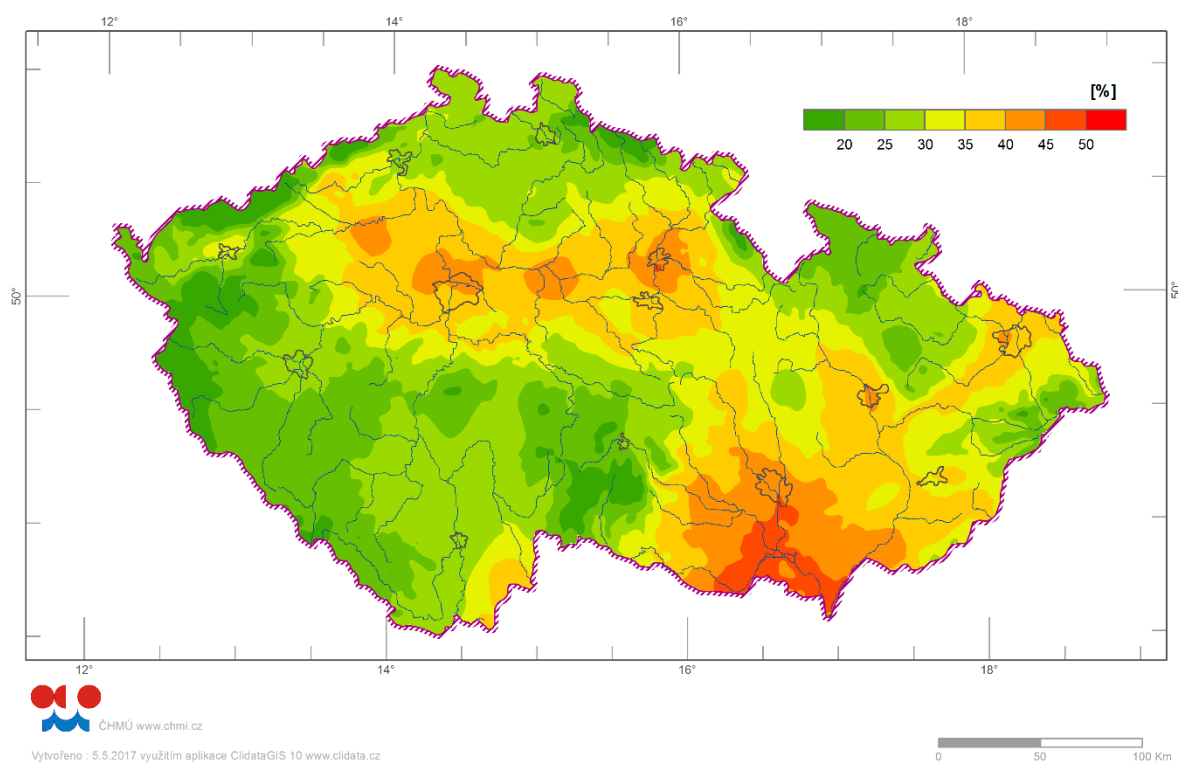 14° 16° 18°
[%]
20 25 30 35 40 45 50
50° 50°
12° 14° 16° 18°
ČHMÚ www.chmi.cz
Vytvořeno : 5.5.2017 využitím aplikace ClidataGIS 10 www.clidata.cz
0 50 100 Km